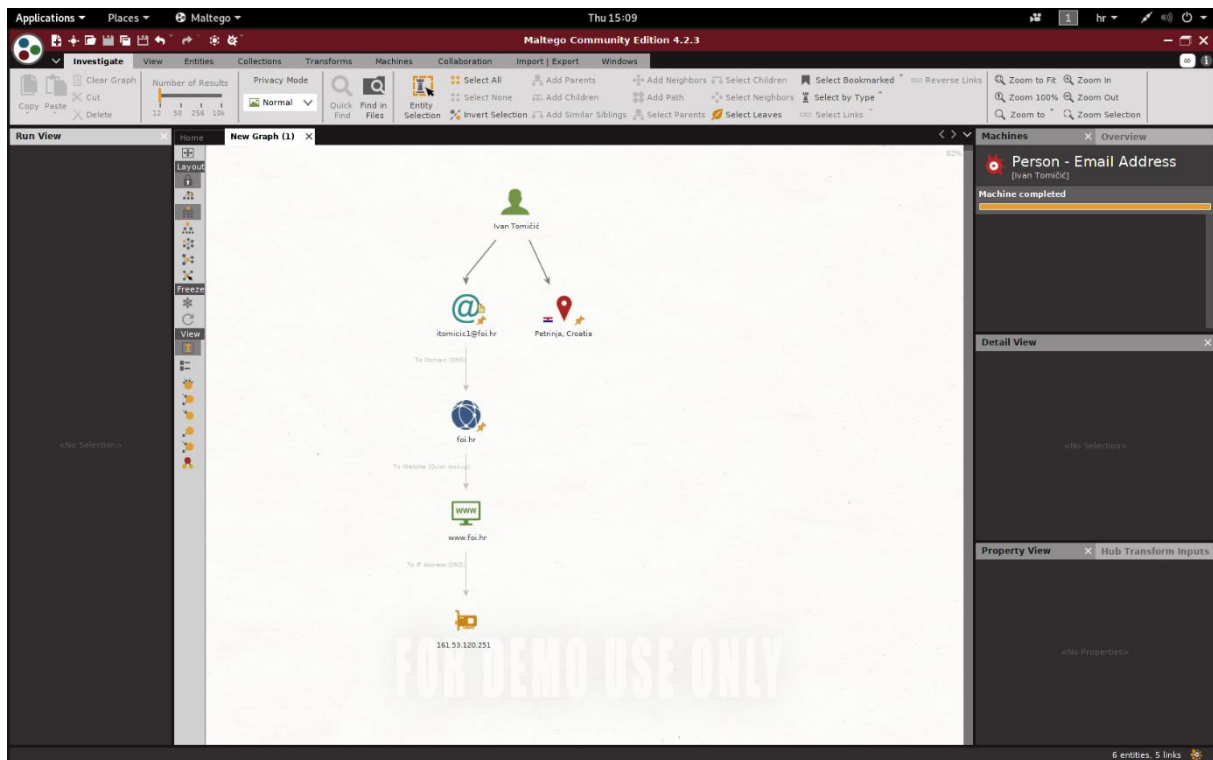 Applications ▾ Places ▾ Maltego ▾ Thu 15:09 1 hr ▾
Maltego Community Edition 4.2.3
Investigate View Entities Collections Transforms Machines Collaboration Import | Export Windows
Copy Paste Clear Graph Cut Delete
Number of Results 12 50 256 10k
Privacy Mode Normal
Quick Find Find in Files Entity Selection
Select All Select None Invert Selection
Add Parents Add Children Add Similar Siblings
Add Neighbors Add Path Select Parents
Select Children Select Neighbors Select Leaves
Select Bookmarked Select by Type Select Links
Reverse Links
Zoom to Fit Zoom 100% Zoom to
Zoom In Zoom Out Zoom Selection
Run View
<No Selection>
Home New Graph (1)
82%
Layout
Freeze
View
Ivan Tomičić
itomicic1@foi.hr Petrinja, Croatia
To Domain [DNS]
foi.hr
To Website [Quick lookup]
www
www.foi.hr
To IP Address [DNS]
161.53.120.251
FOR DEMO USE ONLY
Machines Overview
Person - Email Address
[Ivan Tomičić]
Machine completed
Detail View
<No Selection>
Property View Hub Transform Inputs
<No Properties>
6 entities, 5 links